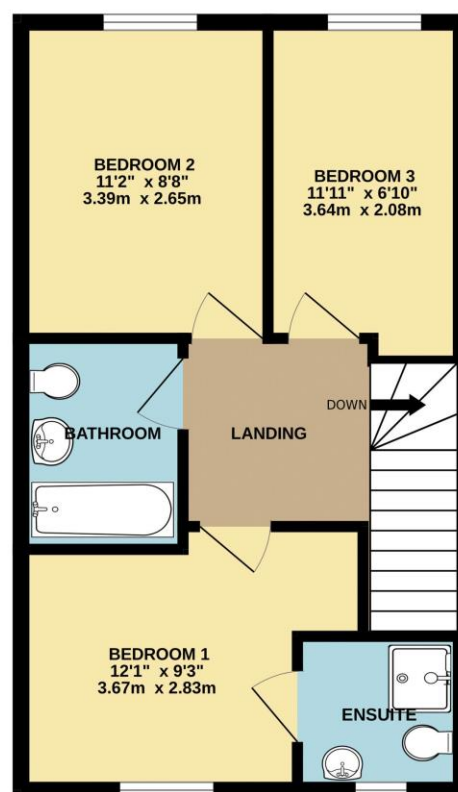 BEDROOM 2
11'2" x 8'8"
3.39m x 2.65m
BEDROOM 3
11'11" x 6'10"
3.64m x 2.08m
DOWN
BATHROOM
LANDING
BEDROOM 1
12'1" x 9'3"
3.67m x 2.83m
ENSUITE